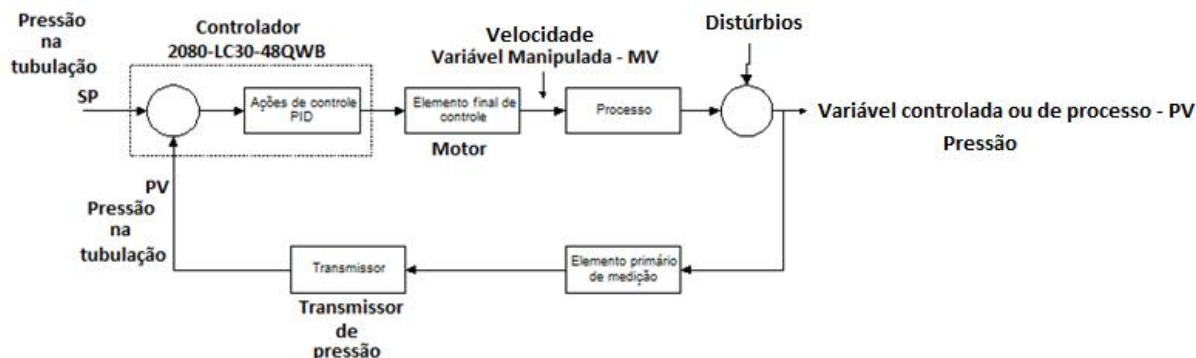 Pressão
na
tubulação
SP
Controlador
2080-LC30-48QWB
Ações de controle
PID
Elemento final de
controle
Motor
Velocidade
Variável Manipulada - MV
Processo
Distúrbios
Variável controlada ou de processo - PV
Pressão
PV
Pressão
na
tubulação
Transmissor
Transmissor
de
pressão
Elemento primário
de medição